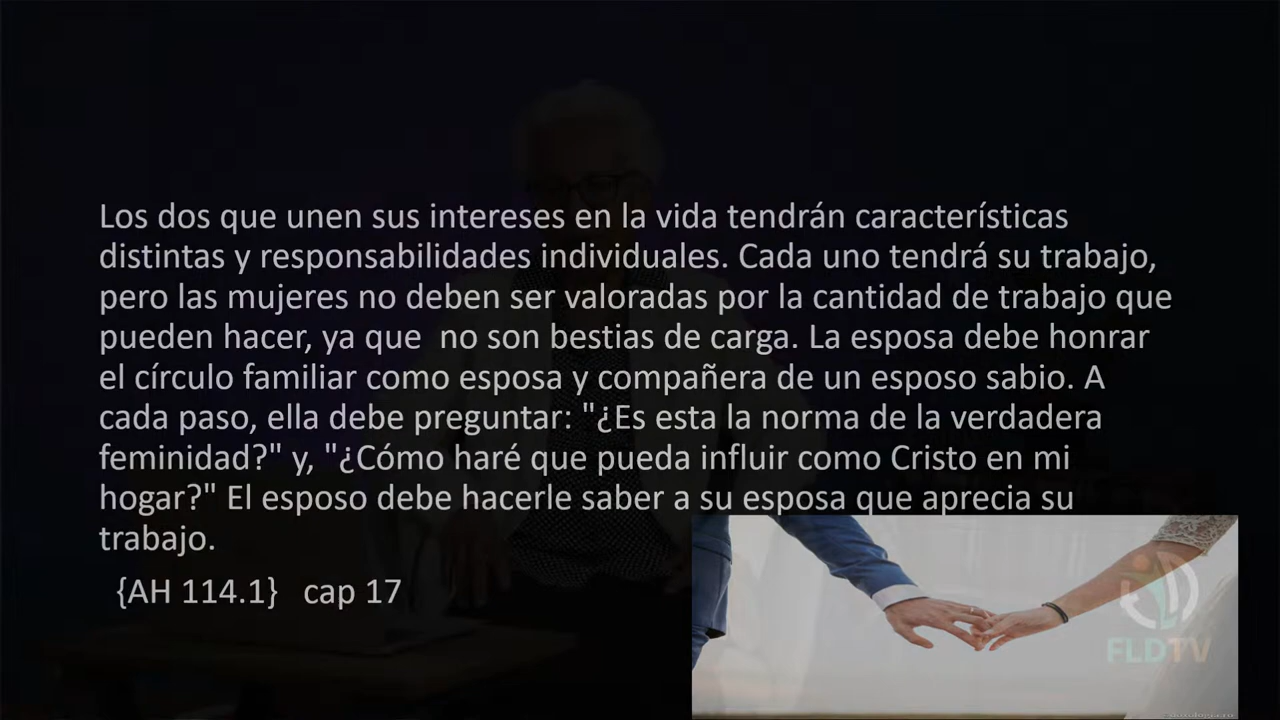 Los dos que unen sus intereses en la vida tendrán características
distintas y responsabilidades individuales. Cada uno tendrá su trabajo,
pero las mujeres no deben ser valoradas por la cantidad de trabajo que
pueden hacer, ya que  no son bestias de carga. La esposa debe honrar
el círculo familiar como esposa y compañera de un esposo sabio. A
cada paso, ella debe preguntar: "¿Es esta la norma de la verdadera
feminidad?" y, "¿Cómo haré que pueda influir como Cristo en mi
hogar?" El esposo debe hacerle saber a su esposa que aprecia su
trabajo.
{AH 114.1}   cap 17
FLDTV